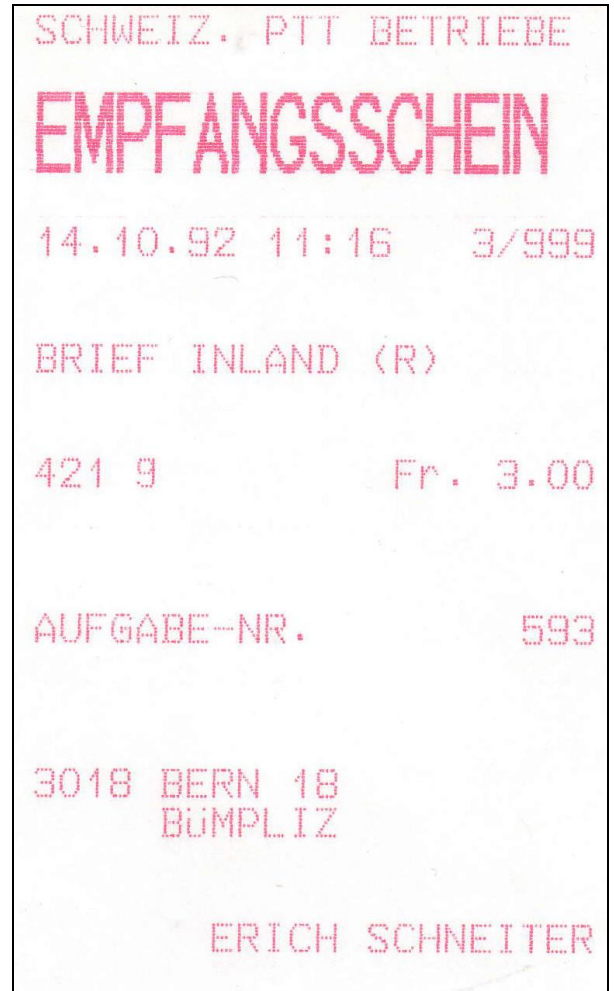 SCHWEIZ. PTT BETRIEBE
EMPFANGSSCHEIN
14.10.92 11:16 3/999
BRIEF INLAND (R)
421 9 Fr. 3.00
AUFGABE-NR. 593
3018 BERN 18
BüMPLIZ
ERICH SCHNEITER